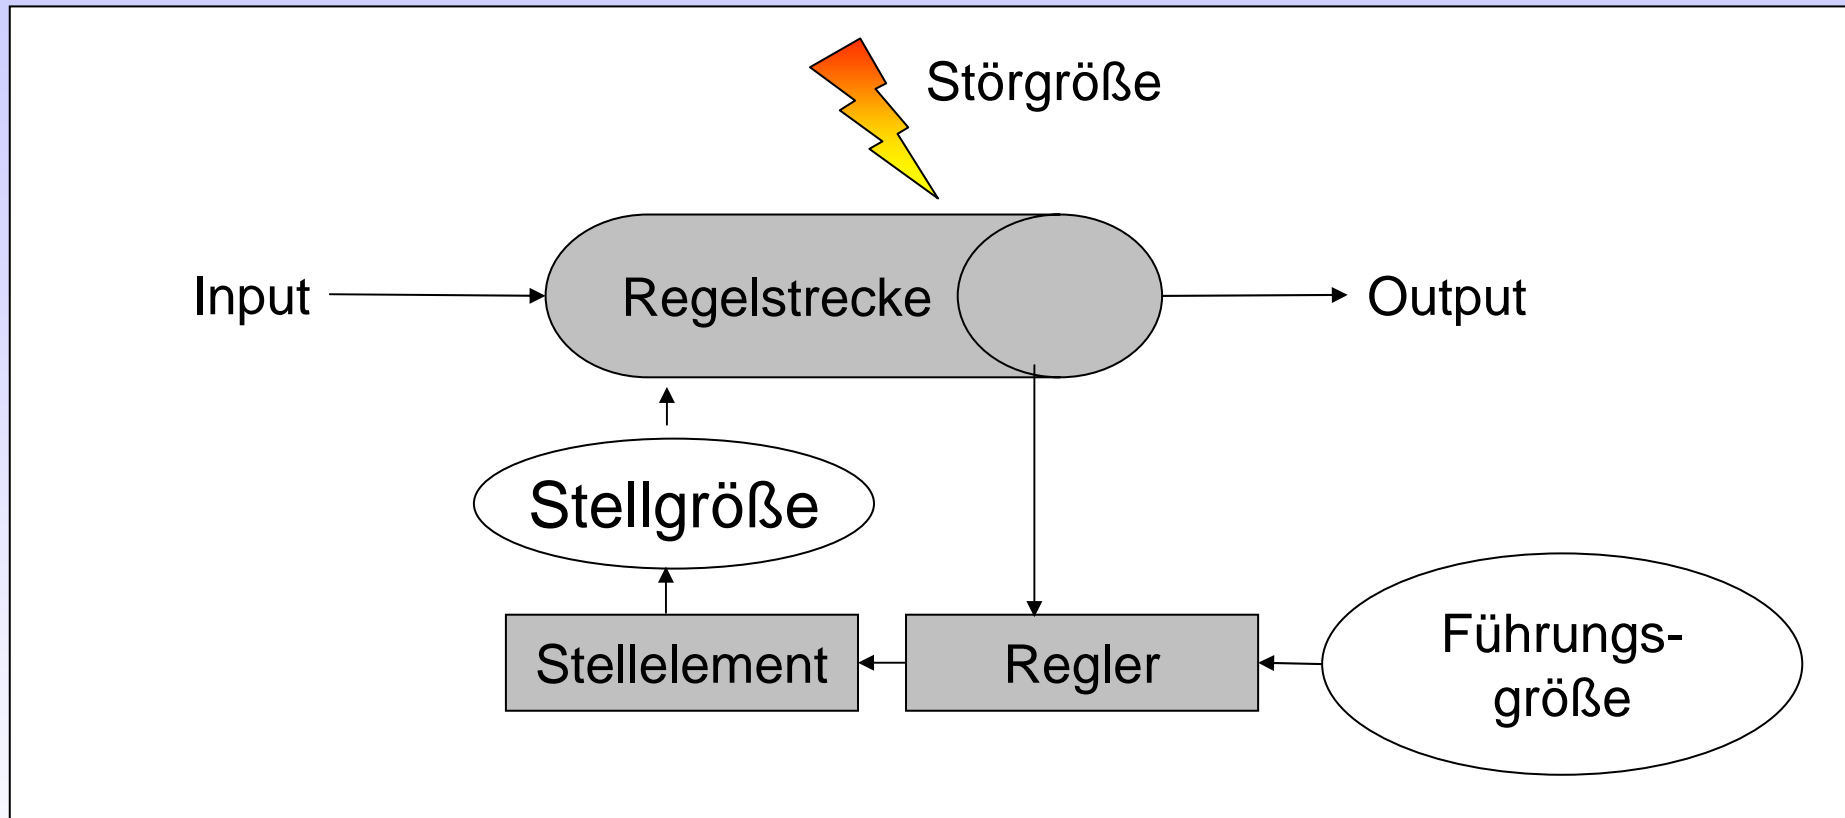 Störgröße
Input
Regelstrecke
Output
Stellgröße
Stellelement
Regler
Führungs-
größe